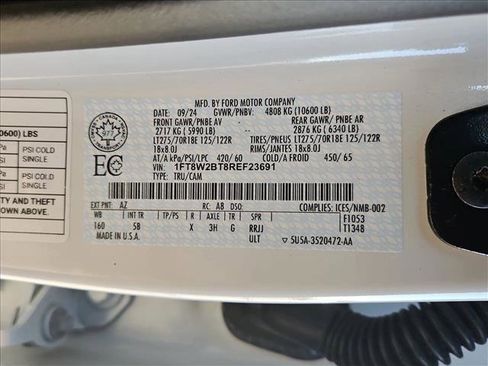 MFD. BY FORD MOTOR COMPANY
DATE: 09/24 GVWR/PNBV: 4808 KG (10600 LB)
FRONT GAWR/PNBE AV REAR GAWR/ PNBE AR
2717 KG ( 5990 LB) 2876 KG ( 6340 LB)
LT275/70R18E 125/122R TIRES/PNEUS LT275/70R18E 125/122R
18x8.0J RIMS/JANTES 18x8.0J
AT/A kPa/PSI/LPC 420/ 60 COLD/A FROID 450/ 65
VIN: 1FT8W2BT8REF23691
TYPE: TRU/CAM
EXT PNT: AZ RC: AB DSO: COMPLIES: ICES/NMB-002
WB INT TR TP/PS R AXLE TR SPR F1053
160 5B X 3H G RRJJ T1348
MADE IN U.S.A. ULT 5U5A-3520472-AA
EC
977
0600) LBS
PSI COLD
SINGLE
PSI COLD
SINGLE